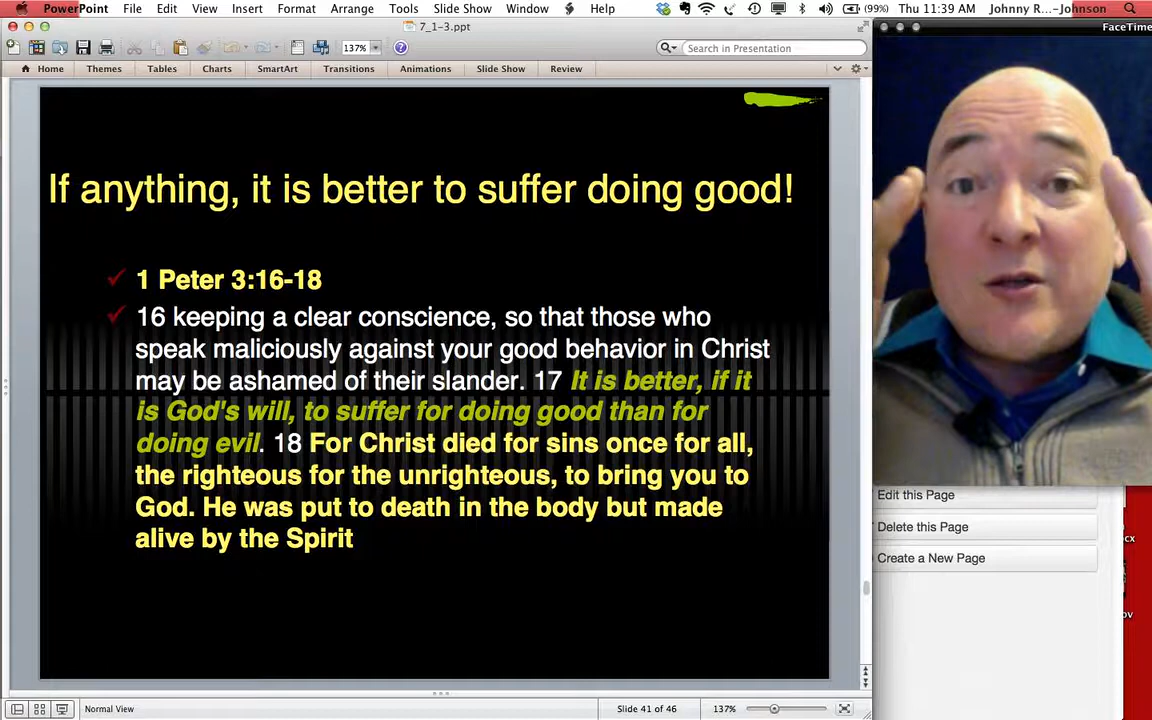 PowerPoint File Edit View Insert Format Arrange Tools Slide Show Window Help (99%) Thu 11:39 AM Johnny R...-Johnson
7_1-3.ppt
FaceTime
137% Search in Presentation
Home Themes Tables Charts SmartArt Transitions Animations Slide Show Review
If anything, it is better to suffer doing good!
1 Peter 3:16-18
16 keeping a clear conscience, so that those who
speak maliciously against your good behavior in Christ
may be ashamed of their slander. 17 It is better, if it
is God's will, to suffer for doing good than for
doing evil. 18 For Christ died for sins once for all,
the righteous for the unrighteous, to bring you to
God. He was put to death in the body but made
alive by the Spirit
Edit this Page
Delete this Page
Create a New Page
ocx
ov
Normal View Slide 41 of 46 137%